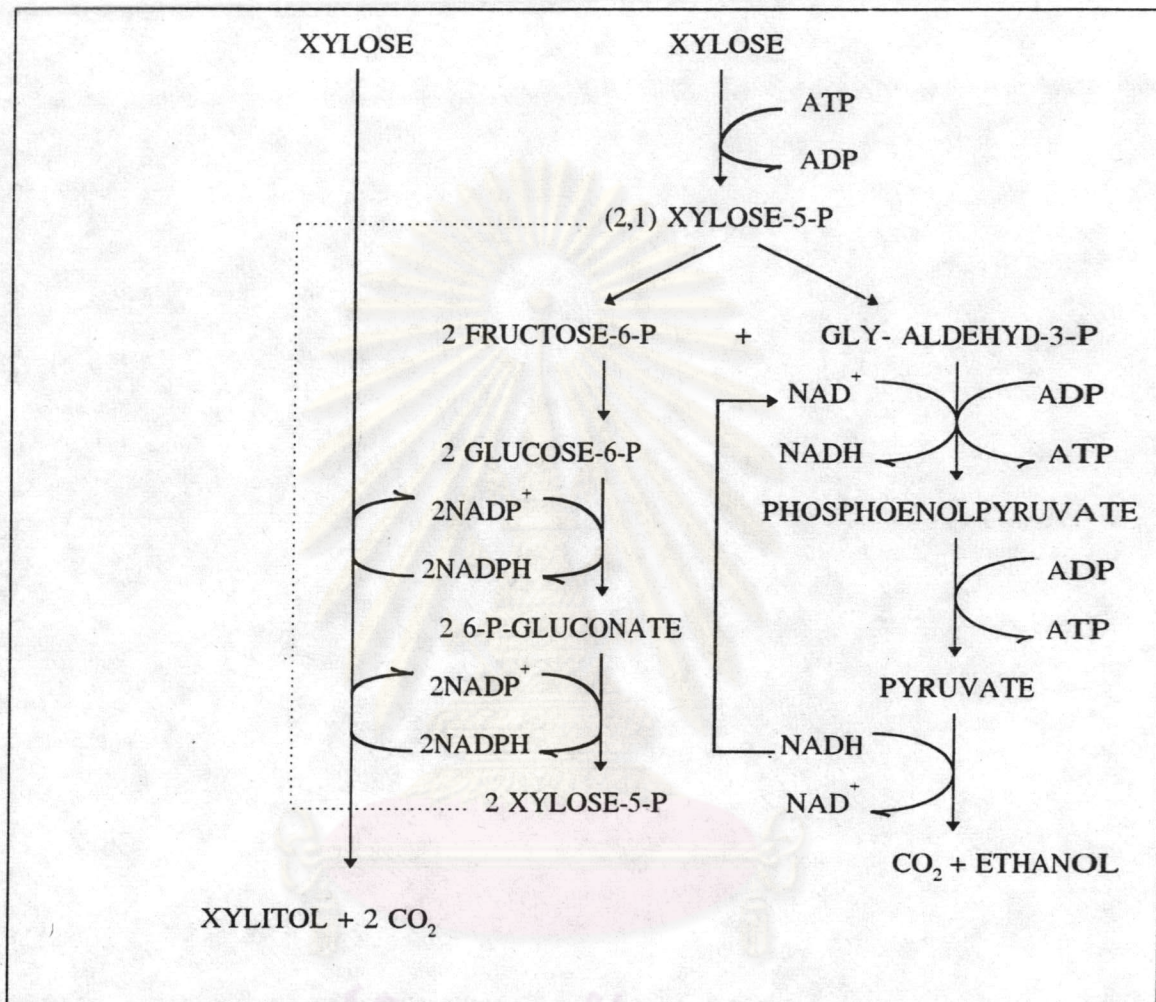 XYLOSE XYLOSE
ATP
ADP
(2,1) XYLOSE-5-P
2 FRUCTOSE-6-P + GLY- ALDEHYD-3-P
NAD+ ADP
2 GLUCOSE-6-P NADH ATP
2NADP+
PHOSPHOENOLPYRUVATE
2NADPH ADP
2 6-P-GLUCONATE ATP
2NADP+ PYRUVATE
2NADPH NADH
2 XYLOSE-5-P NAD+
CO2 + ETHANOL
XYLITOL + 2 CO2